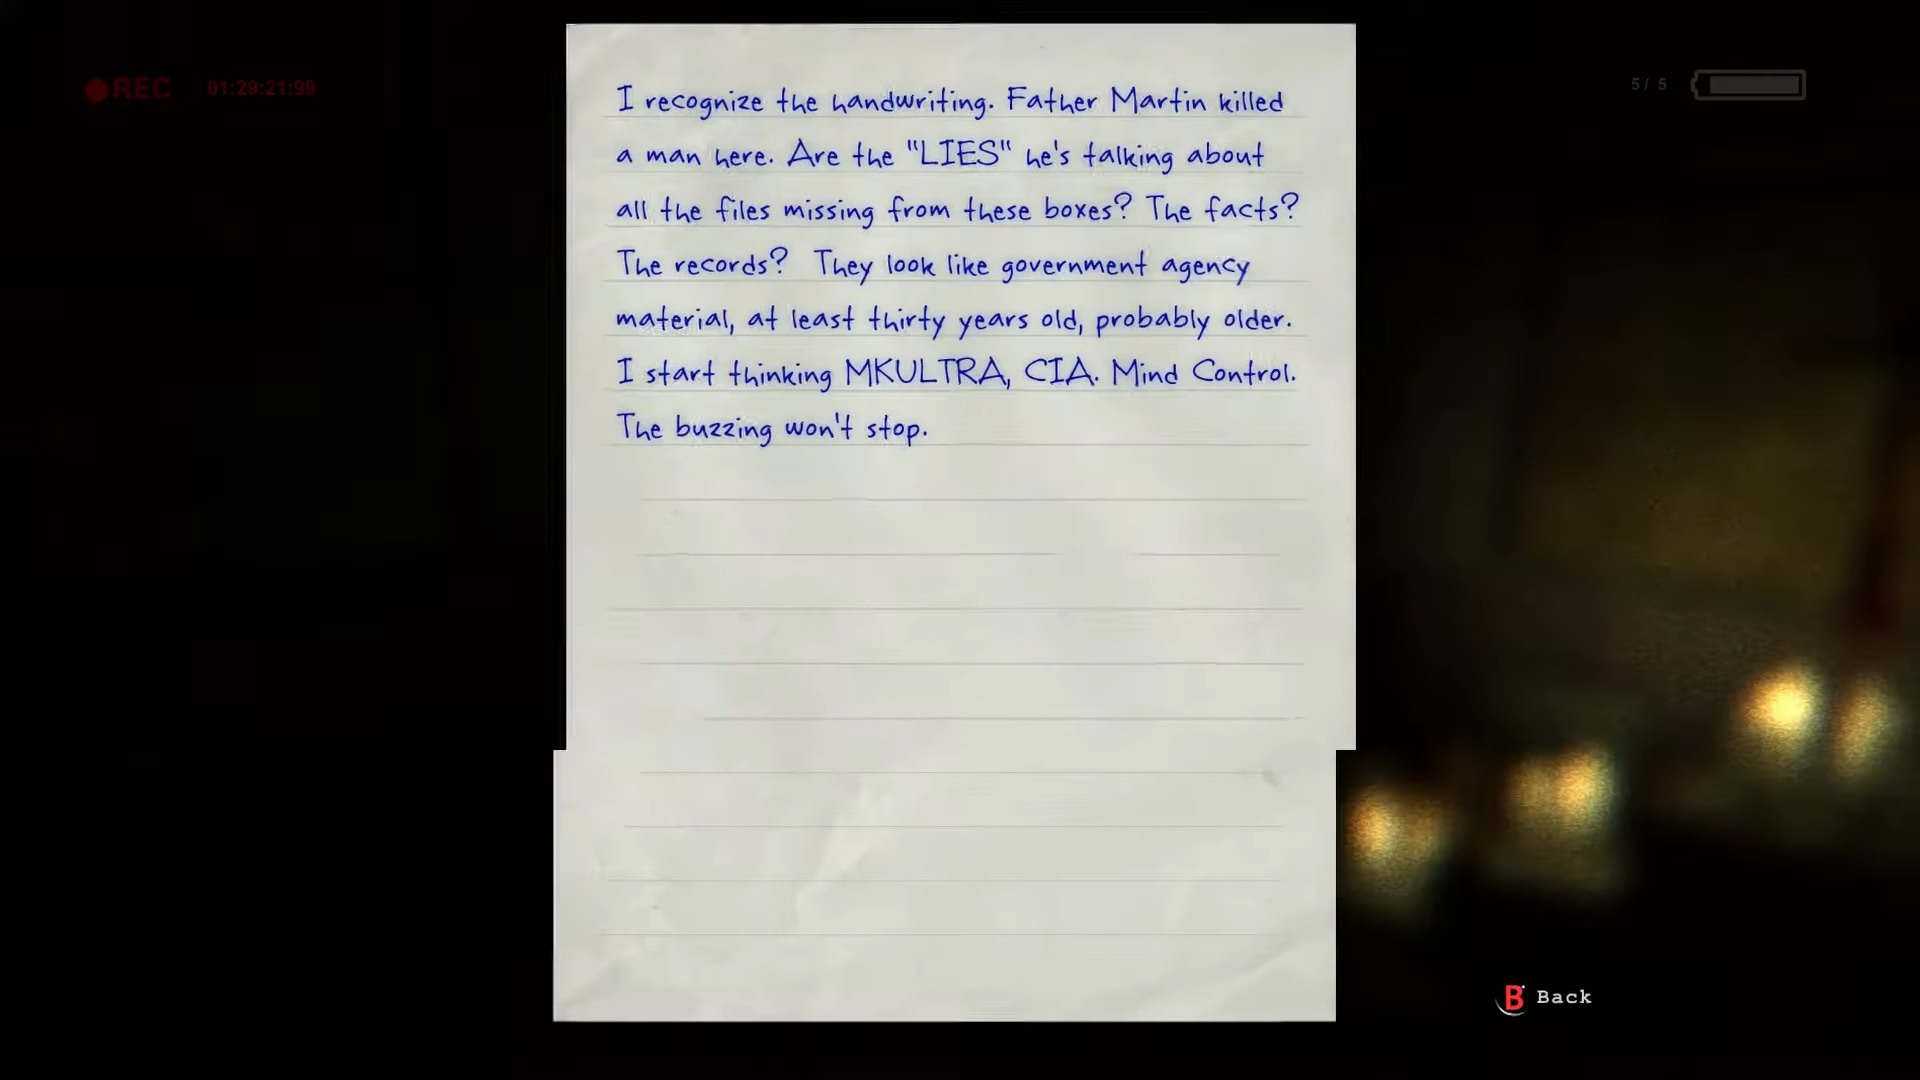 REC 01:29:21:98
5 / 5
I recognize the handwriting. Father Martin killed
a man here. Are the "LIES" he's talking about
all the files missing from these boxes? The facts?
The records?  They look like government agency
material, at least thirty years old, probably older.
I start thinking MKULTRA, CIA. Mind Control.
The buzzing won't stop.
B Back